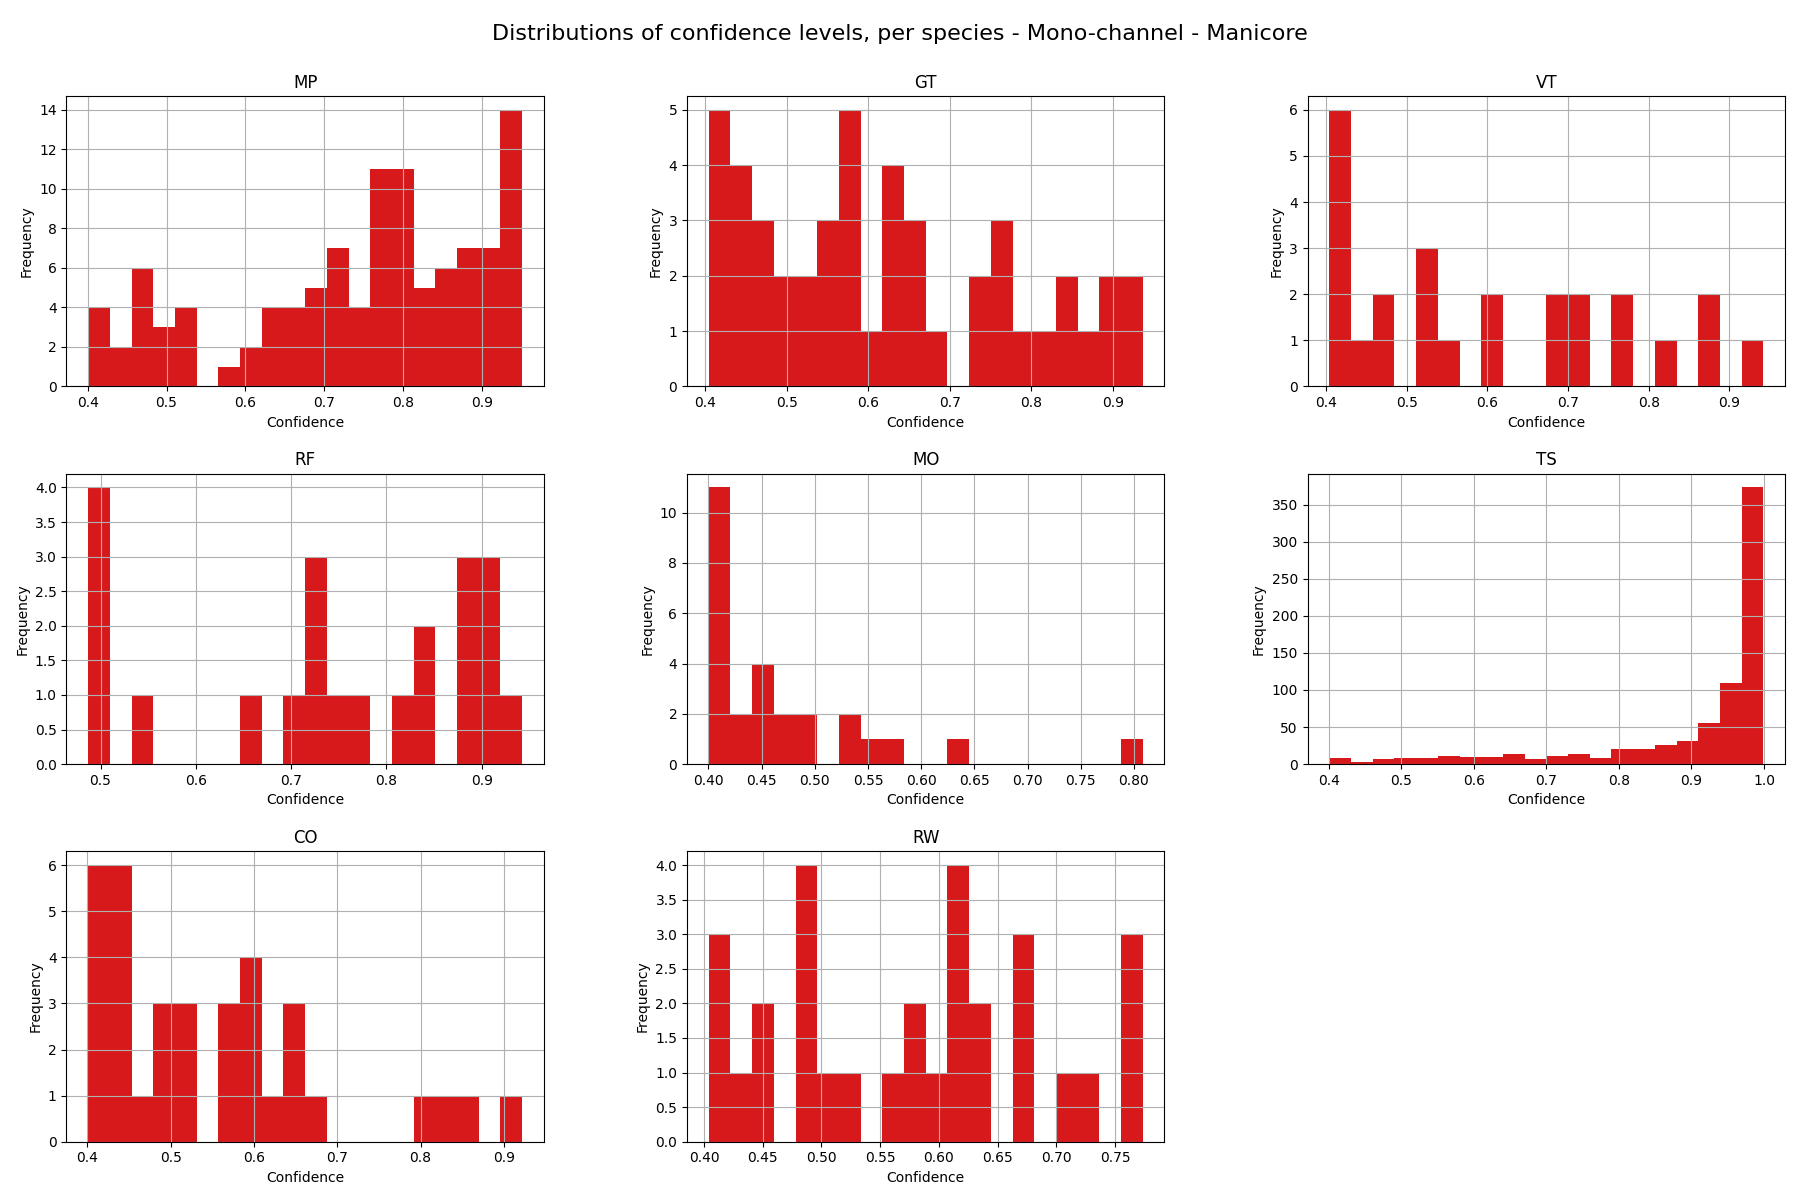 Distributions of confidence levels, per species - Mono-channel - Manicore
MP
14
12
10
8
6
4
2
0
Frequency
0.4 0.5 0.6 0.7 0.8 0.9
Confidence
GT
5
4
3
2
1
0
Frequency
0.4 0.5 0.6 0.7 0.8 0.9
Confidence
VT
6
5
4
3
2
1
0
Frequency
0.4 0.5 0.6 0.7 0.8 0.9
Confidence
RF
4.0
3.5
3.0
2.5
2.0
1.5
1.0
0.5
0.0
Frequency
0.5 0.6 0.7 0.8 0.9
Confidence
MO
10
8
6
4
2
0
Frequency
0.40 0.45 0.50 0.55 0.60 0.65 0.70 0.75 0.80
Confidence
TS
350
300
250
200
150
100
50
0
Frequency
0.4 0.5 0.6 0.7 0.8 0.9 1.0
Confidence
CO
6
5
4
3
2
1
0
Frequency
0.4 0.5 0.6 0.7 0.8 0.9
Confidence
RW
4.0
3.5
3.0
2.5
2.0
1.5
1.0
0.5
0.0
Frequency
0.40 0.45 0.50 0.55 0.60 0.65 0.70 0.75
Confidence